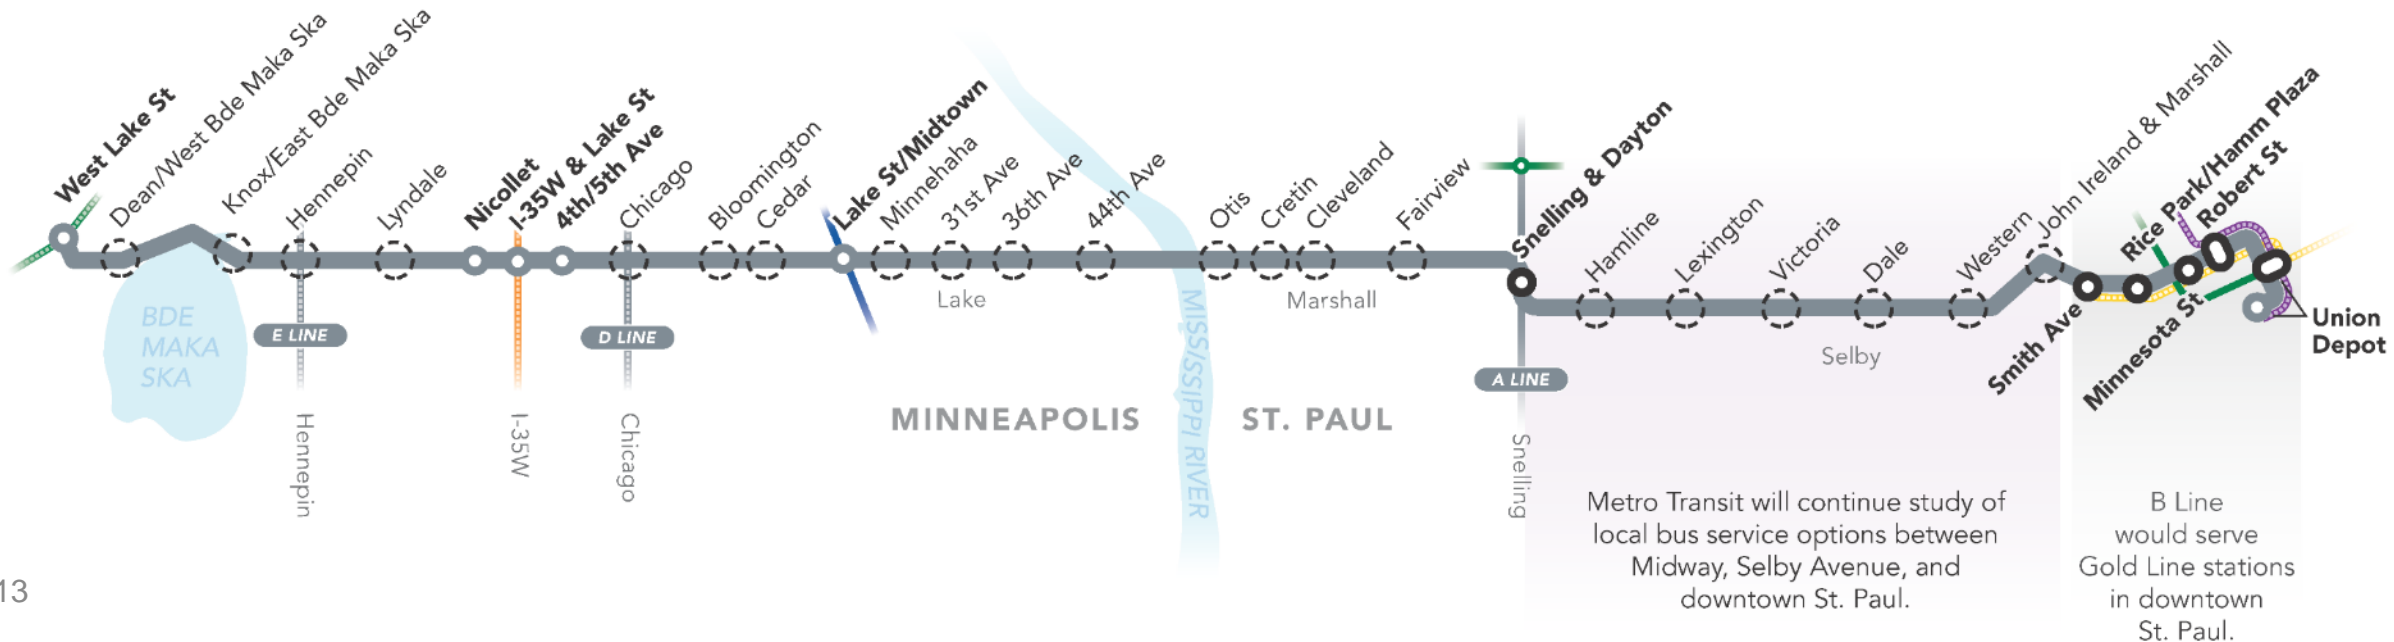 West Lake St
Dean/West Bde Maka Ska
Knox/East Bde Maka Ska
Hennepin
Lyndale
Nicollet
I-35W & Lake St
4th/5th Ave
Chicago
Bloomington
Cedar
Lake St/Midtown
Minnehaha
31st Ave
36th Ave
44th Ave
Otis
Cretin
Cleveland
Fairview
Snelling & Dayton
Hamline
Lexington
Victoria
Dale
Western
John Ireland & Marshall
Smith Ave
Rice Park/Hamm Plaza
Minnesota St
Robert St
Union
Depot
BDE
MAKA
SKA
E LINE
Hennepin
I-35W
D LINE
Chicago
Lake
MISSISSIPPI RIVER
Marshall
A LINE
Snelling
Selby
MINNEAPOLIS
ST. PAUL
Metro Transit will continue study of
local bus service options between
Midway, Selby Avenue, and
downtown St. Paul.
B Line
would serve
Gold Line stations
in downtown
St. Paul.
13